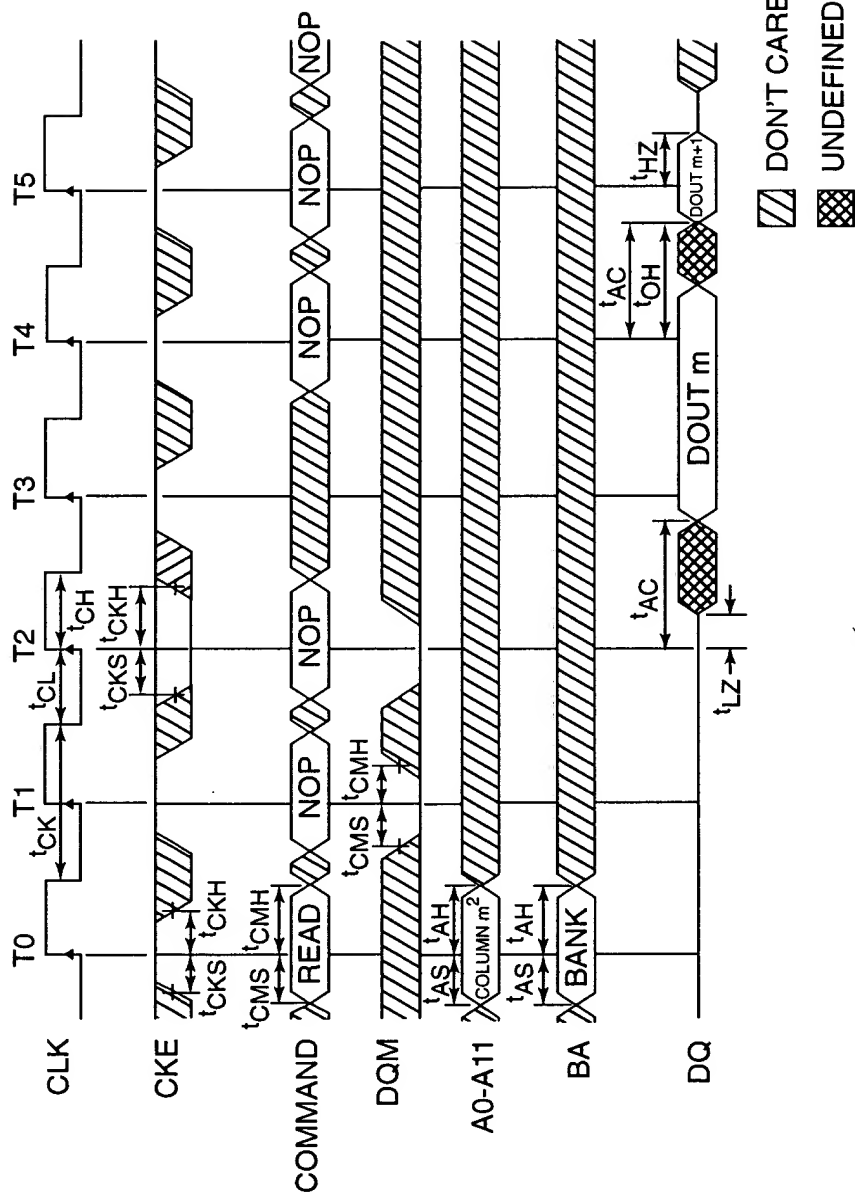 T0 T1 T2 T3 T4 T5
CLK
tCK tCL tCH
CKE
tCKS tCKH tCKS tCKH
tCMS tCMH
COMMAND READ NOP NOP NOP NOP NOP
DQM
tCMS tCMH
tAS tAH
A0-A11 COLUMN m2
tAS tAH
BA BANK
tAC tOH tHZ
tAC
DQ DOUT m DOUT m+1
tLZ
DON'T CARE
UNDEFINED